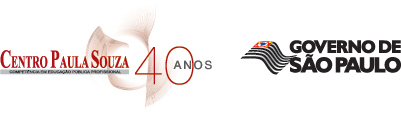 CENTRO PAULA SOUZA
COMPETÊNCIA EM EDUCAÇÃO PÚBLICA PROFISSIONAL
40 ANOS
GOVERNO DE
SÃO PAULO